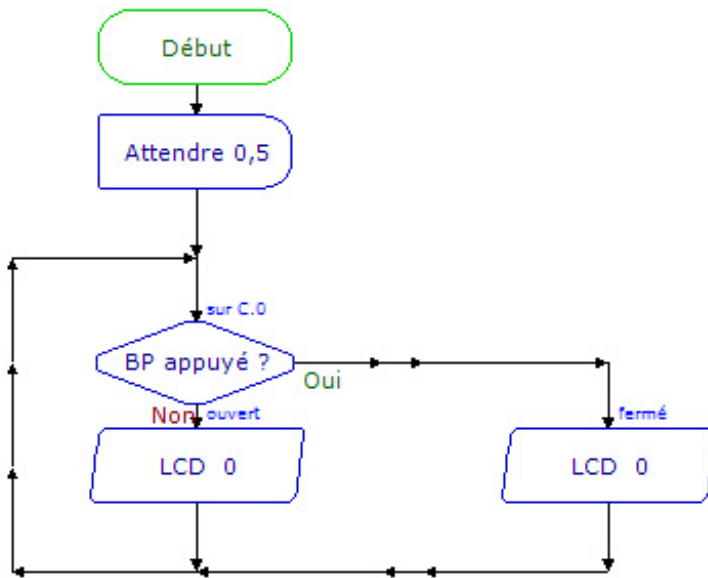 Début
Attendre 0,5
sur C.0
BP appuyé ?
Oui
Non
ouvert
fermé
LCD 0
LCD 0